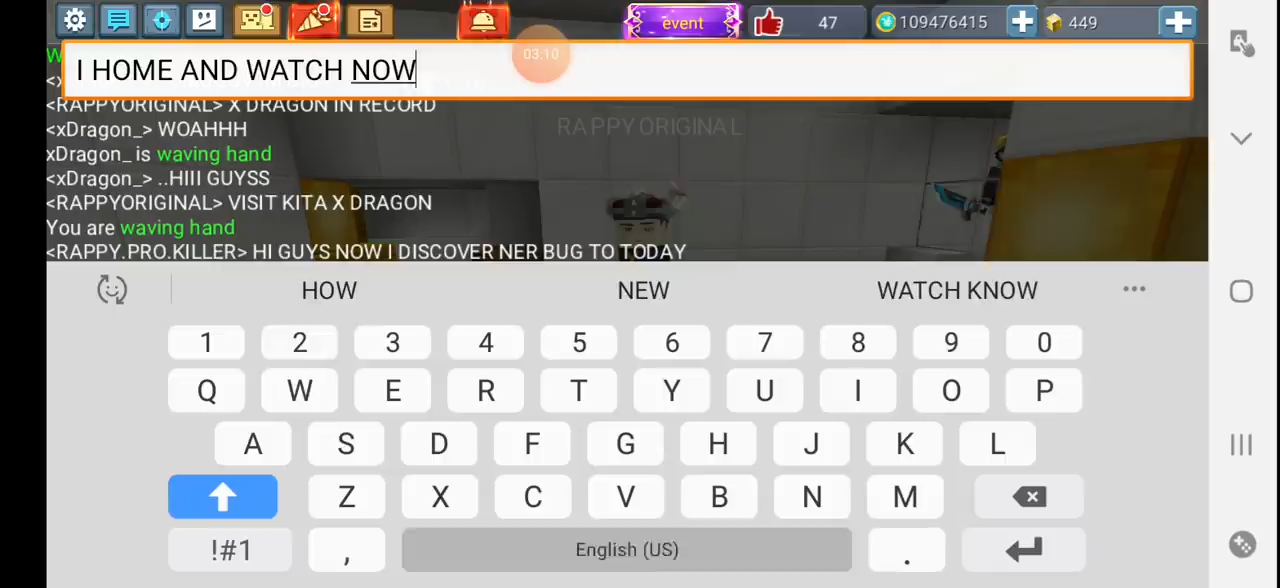 event
47
109476415
449
03:10
I HOME AND WATCH NOW
<RAPPYORIGINAL> X DRAGON IN RECORD
RAPPYORIGINAL
<xDragon_> WOAHHH
xDragon_ is waving hand
<xDragon_> ..HIII GUYSS
<RAPPYORIGINAL> VISIT KITA X DRAGON
You are waving hand
<RAPPY.PRO.KILLER> HI GUYS NOW I DISCOVER NER BUG TO TODAY
HOW NEW WATCH KNOW
1 2 3 4 5 6 7 8 9 0
Q W E R T Y U I O P
A S D F G H J K L
Z X C V B N M
!#1 , English (US) .